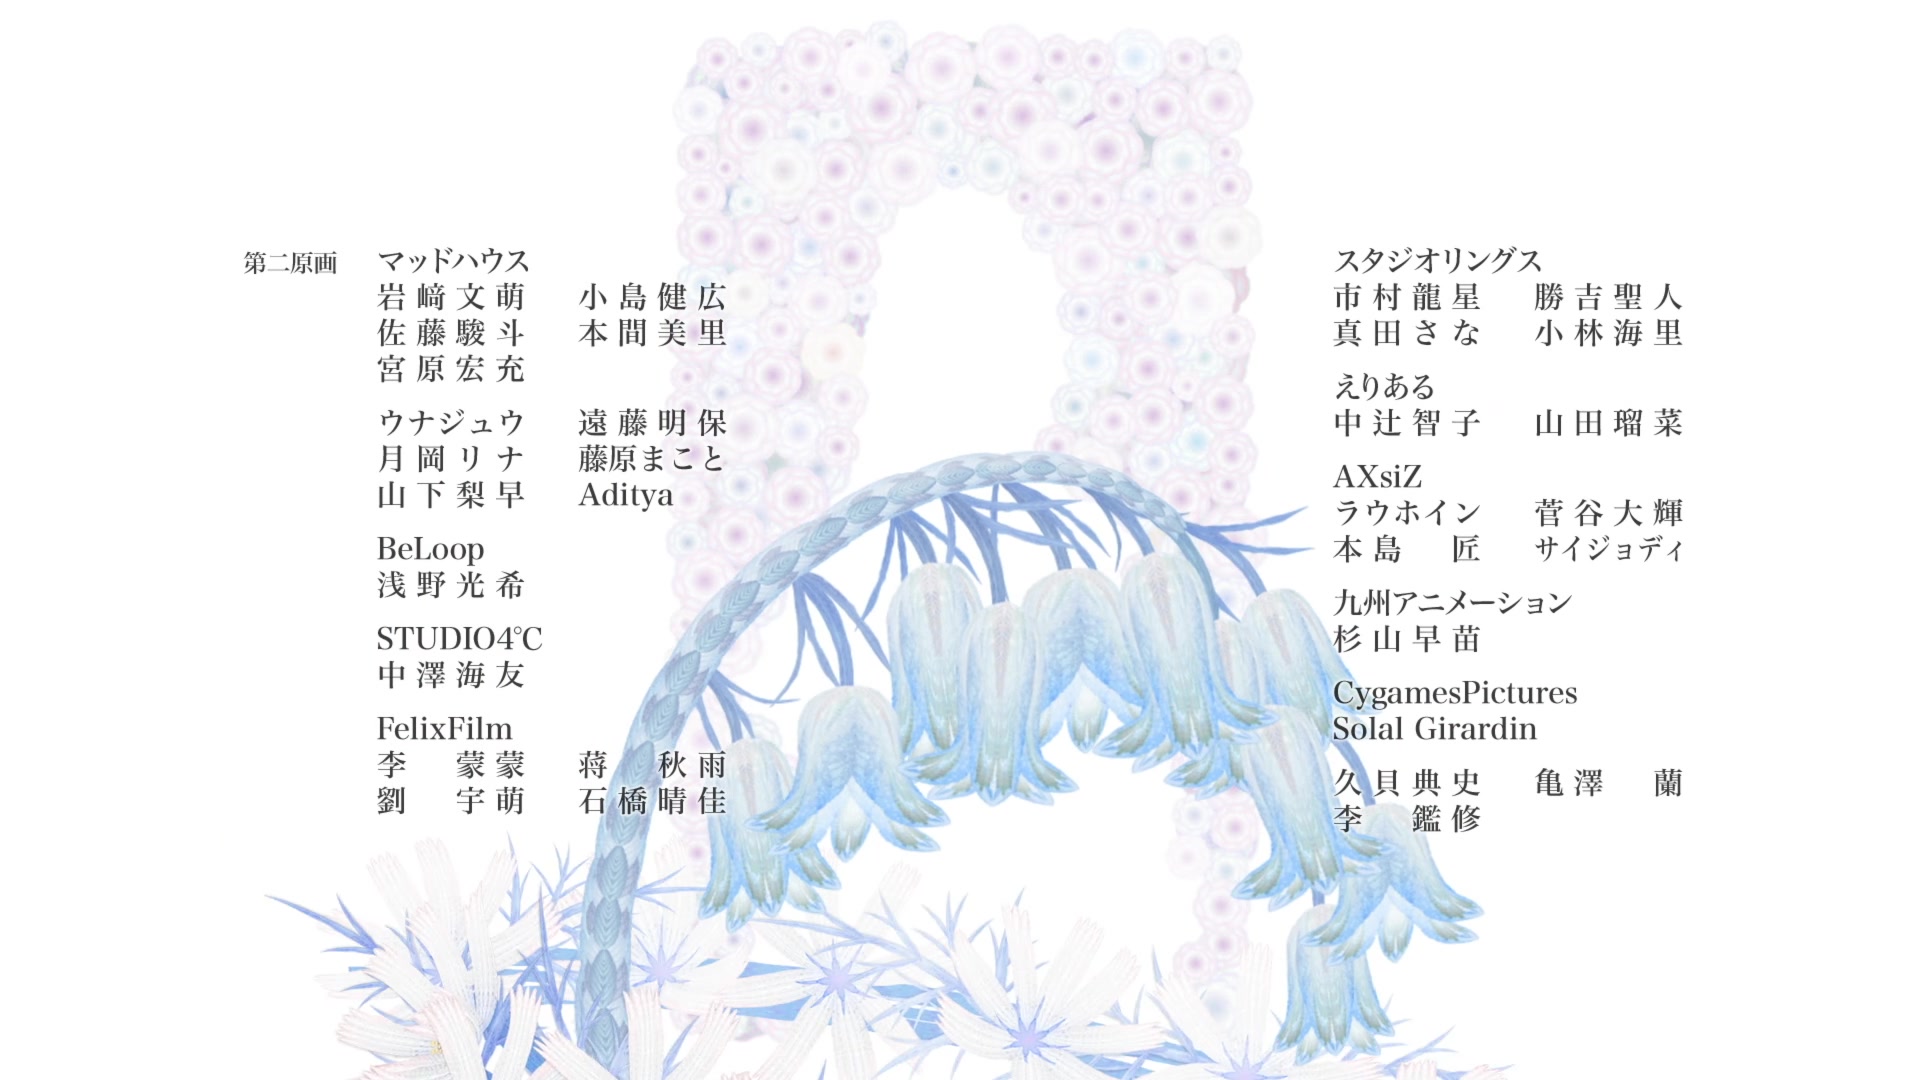 第二原画 マッドハウス
岩﨑文萌 小島健広
佐藤駿斗 本間美里
宮原宏充
ウナジュウ 遠藤明保
月岡リナ 藤原まこと
山下梨早 Aditya
BeLoop
浅野光希
STUDIO4℃
中澤海友
FelixFilm
李 蒙蒙 蒋 秋雨
劉 宇萌 石橋晴佳
スタジオリングス
市村龍星 勝吉聖人
真田さな 小林海里
えりある
中辻智子 山田瑠菜
AXsiZ
ラウホイン 菅谷大輝
本島 匠 サイジョディ
九州アニメーション
杉山早苗
CygamesPictures
Solal Girardin
久貝典史 亀澤 蘭
李 鑑修